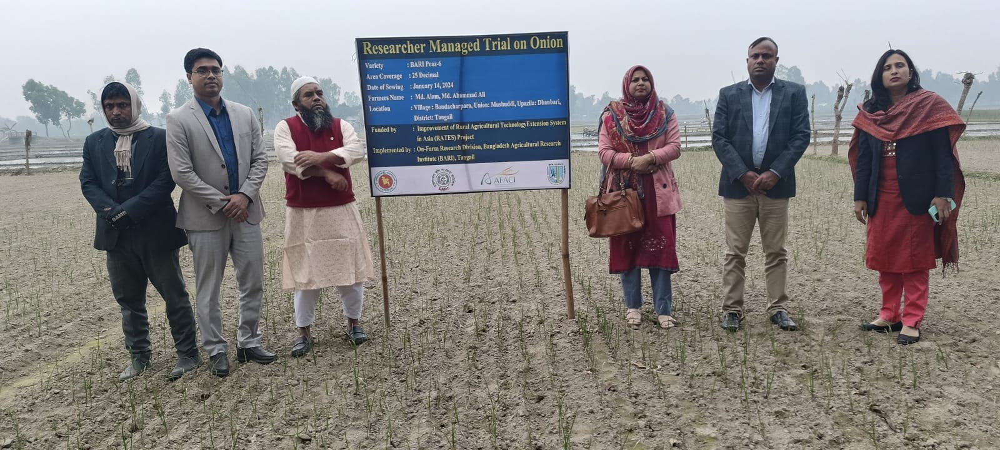 Researcher Managed Trial on Onion
Variety : BARI Peaz-6
Area Coverage : 25 Decimal
Date of Sowing : January 14, 2024
Farmers Name : Md. Alam, Md. Ahammad Ali
Location : Village : Bondacharpara, Union: Mushuddi, Upazila: Dhanbari,
District: Tangail
Funded by : Improvement of Rural Agricultural TechnologyExtension System
in Asia (RATES) Project
Implemented by : On-Farm Research Division, Bangladesh Agricultural Research
Institute (BARI), Tangail
BARC
AFACI
BAMB